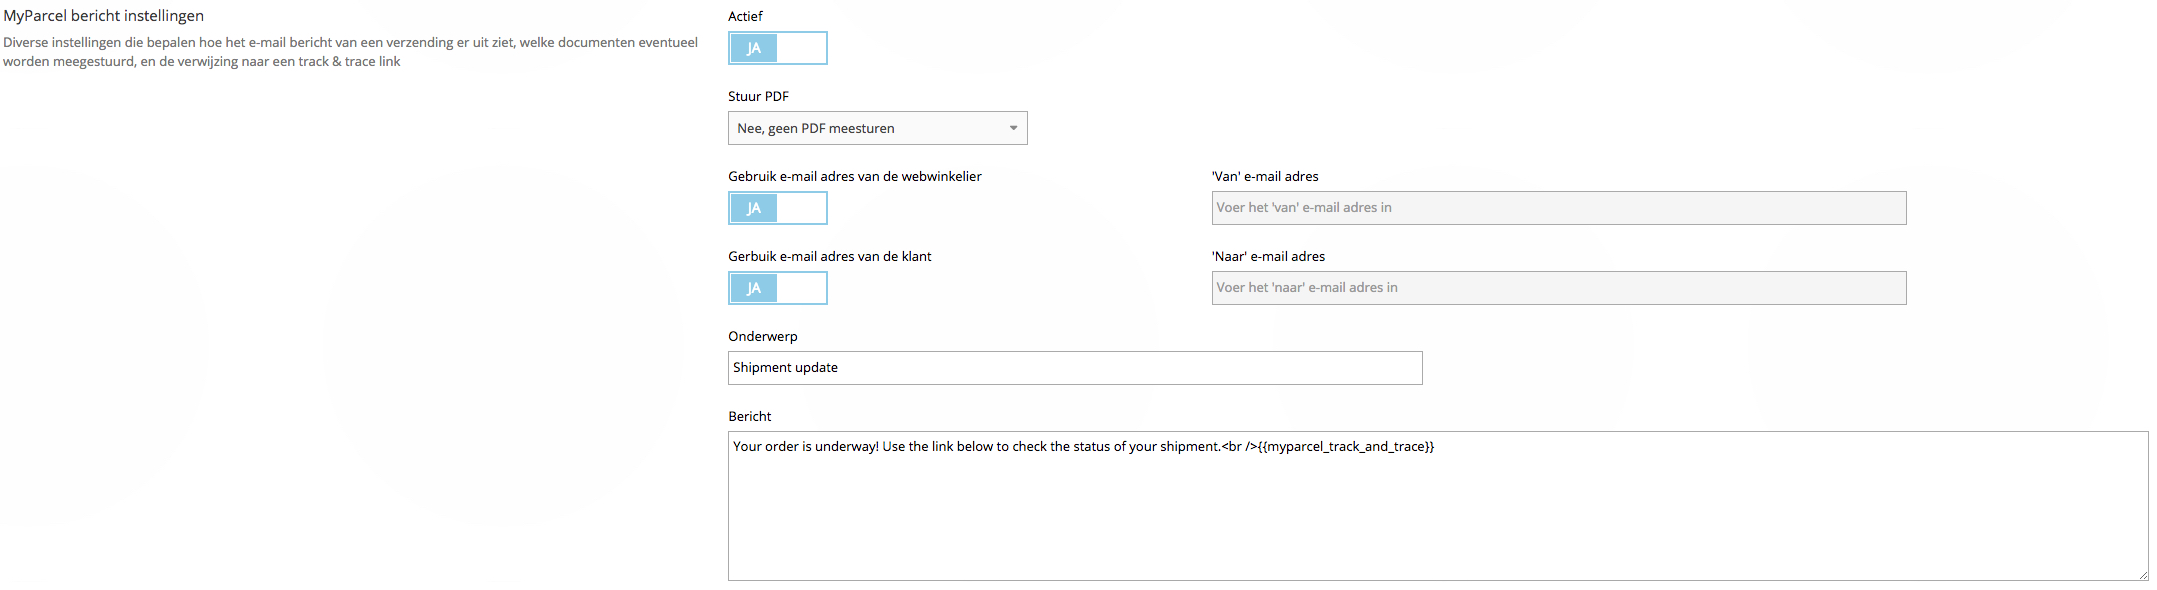 MyParcel bericht instellingen
Diverse instellingen die bepalen hoe het e-mail bericht van een verzending er uit ziet, welke documenten eventueel
worden meegestuurd, en de verwijzing naar een track & trace link
Actief
JA
Stuur PDF
Nee, geen PDF meesturen
Gebruik e-mail adres van de webwinkelier
JA
'Van' e-mail adres
Voer het 'van' e-mail adres in
Gerbuik e-mail adres van de klant
JA
'Naar' e-mail adres
Voer het 'naar' e-mail adres in
Onderwerp
Shipment update
Bericht
Your order is underway! Use the link below to check the status of your shipment.<br />{{myparcel_track_and_trace}}